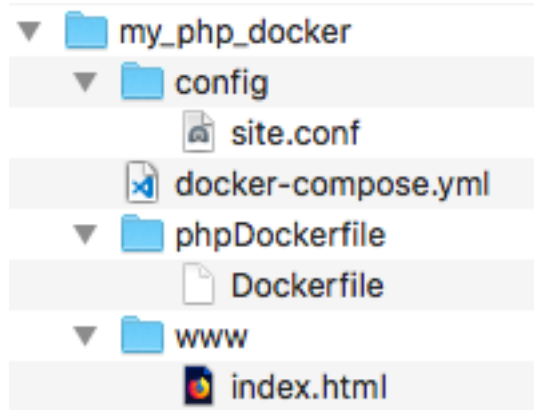 my_php_docker
config
site.conf
docker-compose.yml
phpDockerfile
Dockerfile
www
index.html